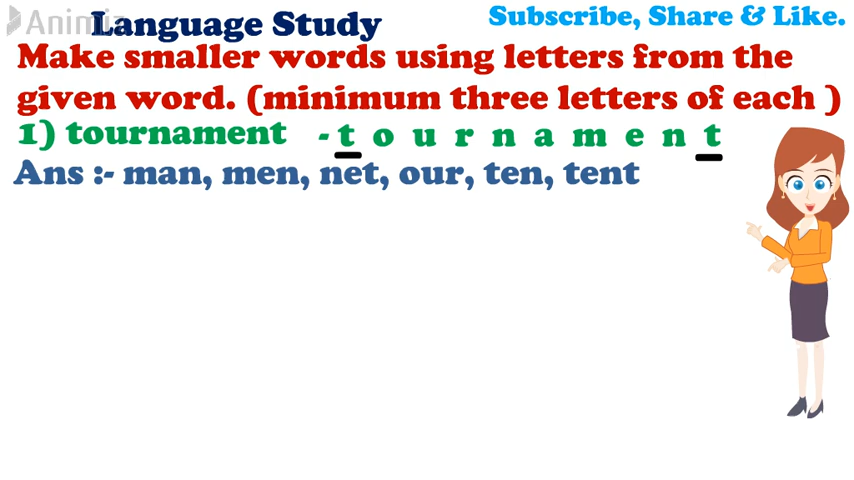 Animiz
Language Study
Subscribe, Share & Like.
Make smaller words using letters from the
given word. (minimum three letters of each )
1) tournament - t o u r n a m e n t
Ans :- man, men, net, our, ten, tent